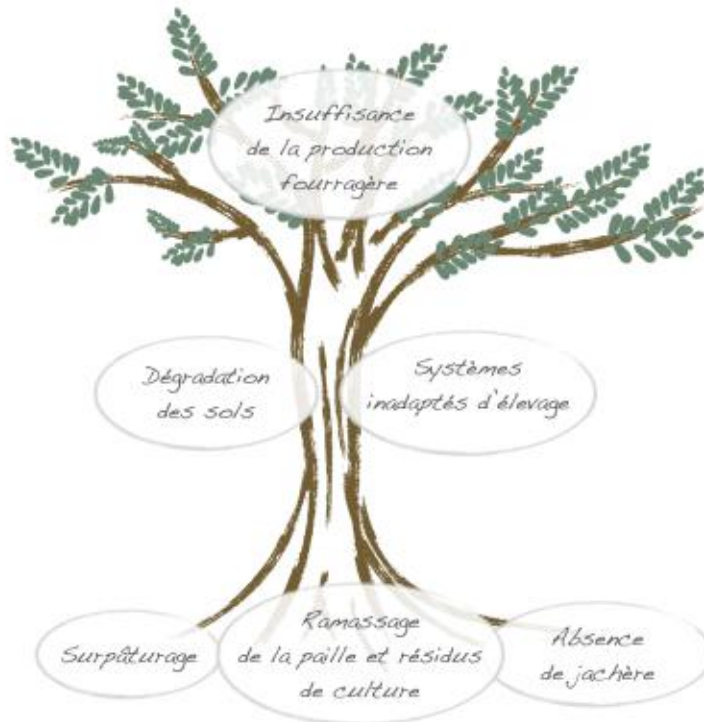 Insuffisance
de la production
fourragère
Dégradation
des sols
Systèmes
inadaptés d'élevage
Surpâturage
Ramassage
de la paille et résidus
de culture
Absence
de jachère